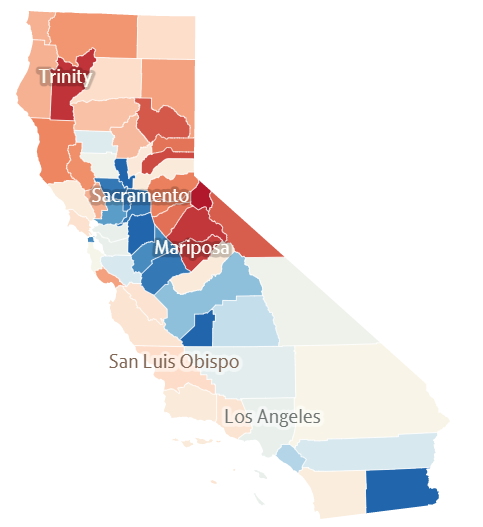 Trinity
Sacramento
Mariposa
San Luis Obispo
Los Angeles